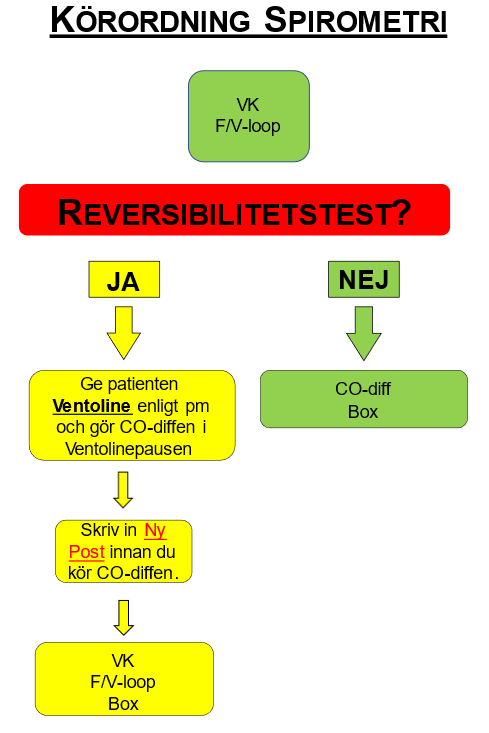 KÖRORDNING SPIROMETRI
VK
F/V-loop
REVERSIBILITETSTEST?
JA
NEJ
Ge patienten
Ventoline enligt pm
och gör CO-diffen i
Ventolinepausen
CO-diff
Box
Skriv in Ny
Post innan du
kör CO-diffen.
VK
F/V-loop
Box